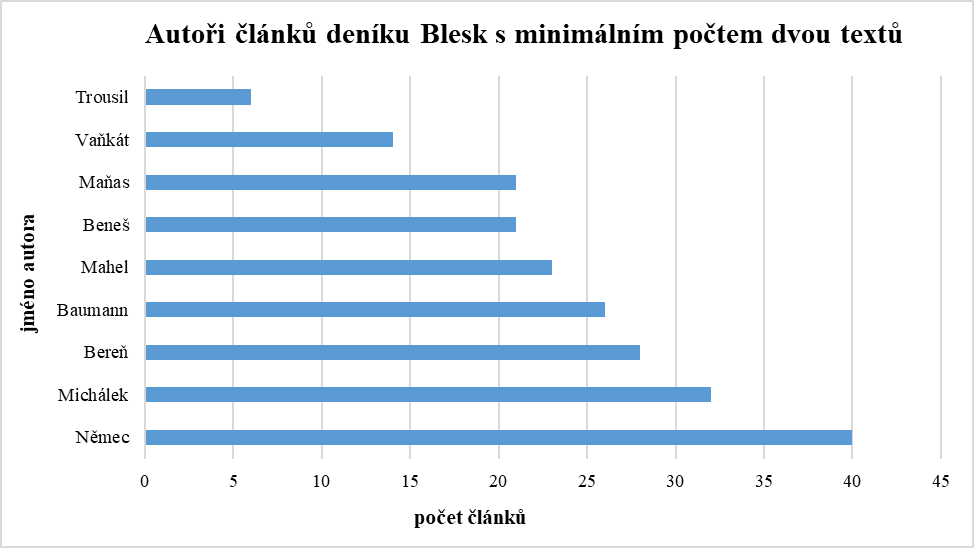 Autoři článků deníku Blesk s minimálním počtem dvou textů
Trousil
Vaňkát
Maňas
Beneš
Mahel
Baumann
Bereň
Michálek
Němec
jméno autora
0 5 10 15 20 25 30 35 40 45
počet článků